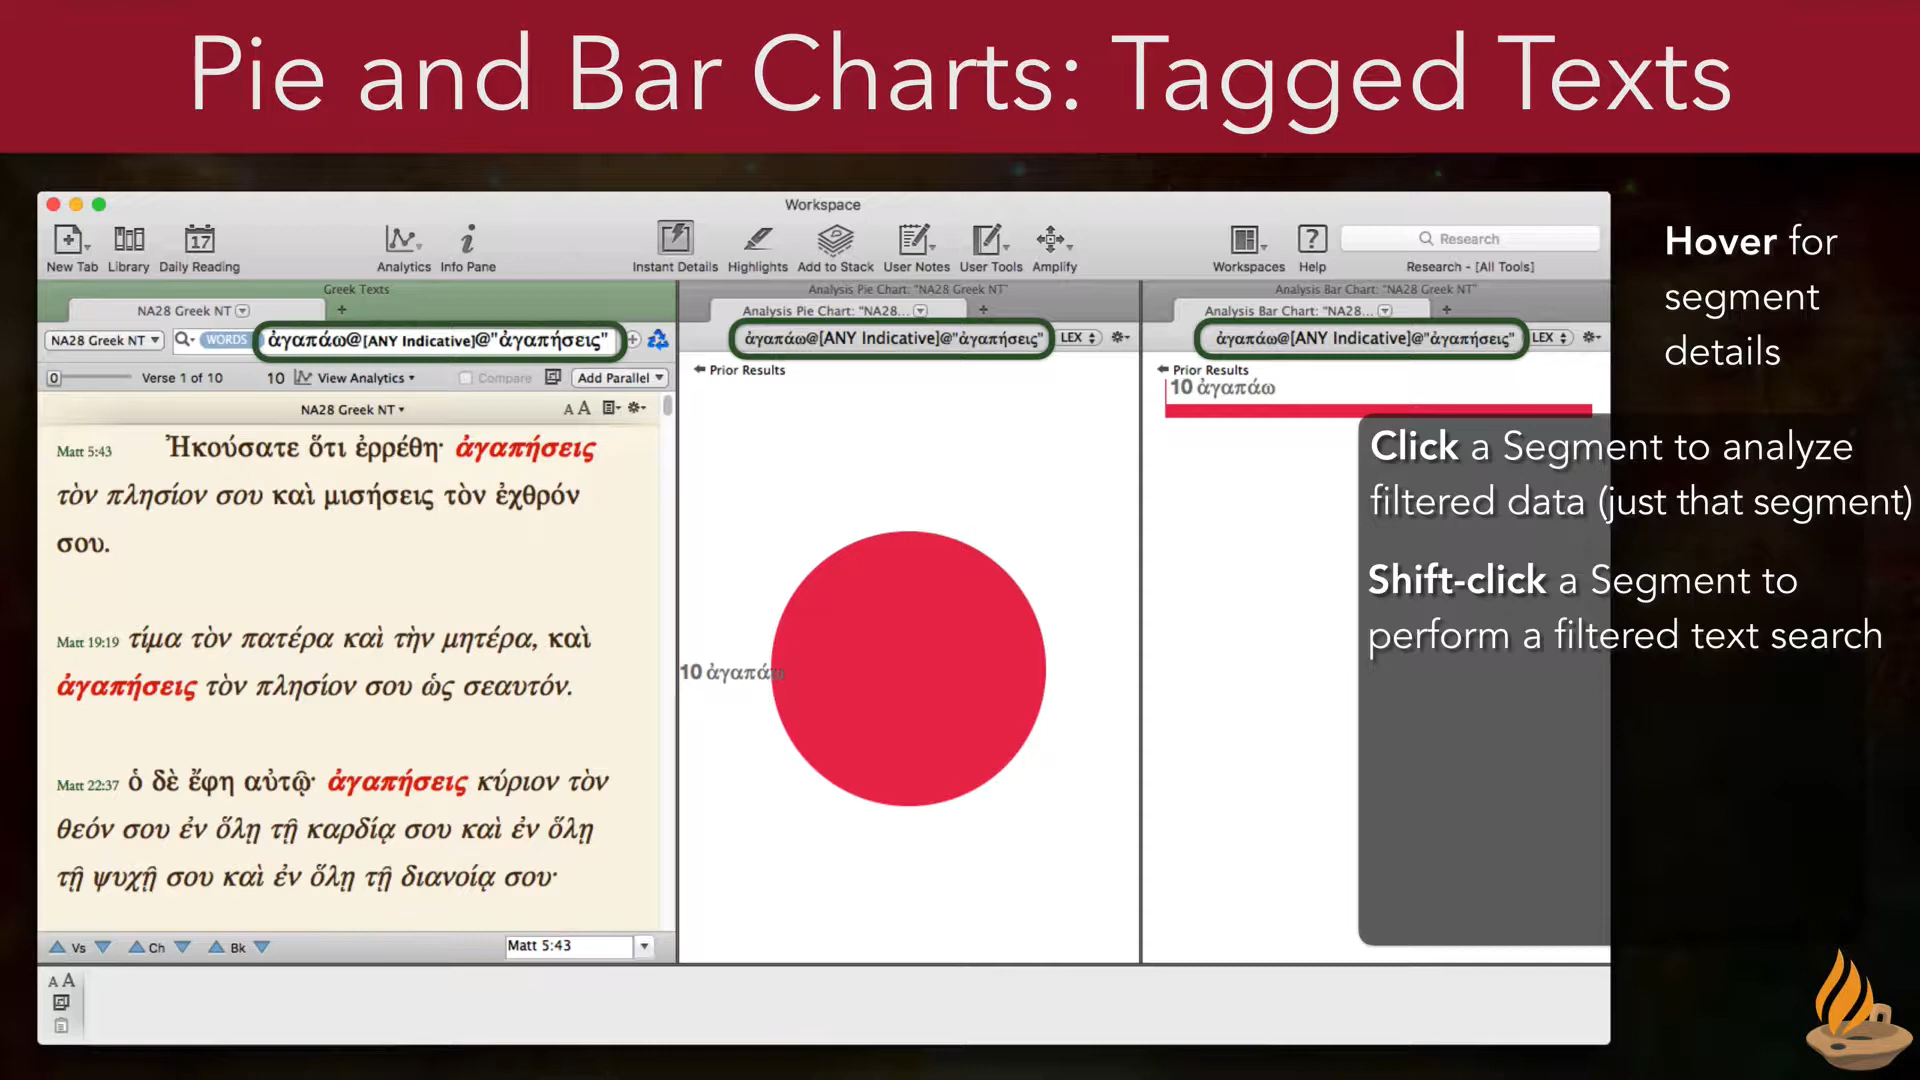 Pie and Bar Charts: Tagged Texts
Workspace
New Tab
Library
17
Daily Reading
Analytics
Info Pane
Instant Details
Highlights
Add to Stack
User Notes
User Tools
Amplify
Workspaces
?
Help
Research
Research - [All Tools]
Greek Texts
NA28 Greek NT
+
NA28 Greek NT
WORDS
ἀγαπάω@[ANY Indicative]@"ἀγαπήσεις"
0
Verse 1 of 10
10
View Analytics
Compare
Add Parallel
NA28 Greek NT
A A
Matt 5:43 Ἠκούσατε ὅτι ἐρρέθη· ἀγαπήσεις
τὸν πλησίον σου καὶ μισήσεις τὸν ἐχθρόν
σου.
Matt 19:19 τίμα τὸν πατέρα καὶ τὴν μητέρα, καὶ
ἀγαπήσεις τὸν πλησίον σου ὡς σεαυτόν.
Matt 22:37 ὁ δὲ ἔφη αὐτῷ· ἀγαπήσεις κύριον τὸν
θεόν σου ἐν ὅλῃ τῇ καρδίᾳ σου καὶ ἐν ὅλῃ
τῇ ψυχῇ σου καὶ ἐν ὅλῃ τῇ διανοίᾳ σου·
Vs
Ch
Bk
Matt 5:43
A A
Analysis Pie Chart: "NA28 Greek NT"
Analysis Pie Chart: "NA28...
+
ἀγαπάω@[ANY Indicative]@"ἀγαπήσεις"
LEX
Prior Results
10 ἀγαπάω
Analysis Bar Chart: "NA28 Greek NT"
Analysis Bar Chart: "NA28...
+
ἀγαπάω@[ANY Indicative]@"ἀγαπήσεις"
LEX
Prior Results
10 ἀγαπάω
Hover for
segment
details
Click a Segment to analyze
filtered data (just that segment)
Shift-click a Segment to
perform a filtered text search